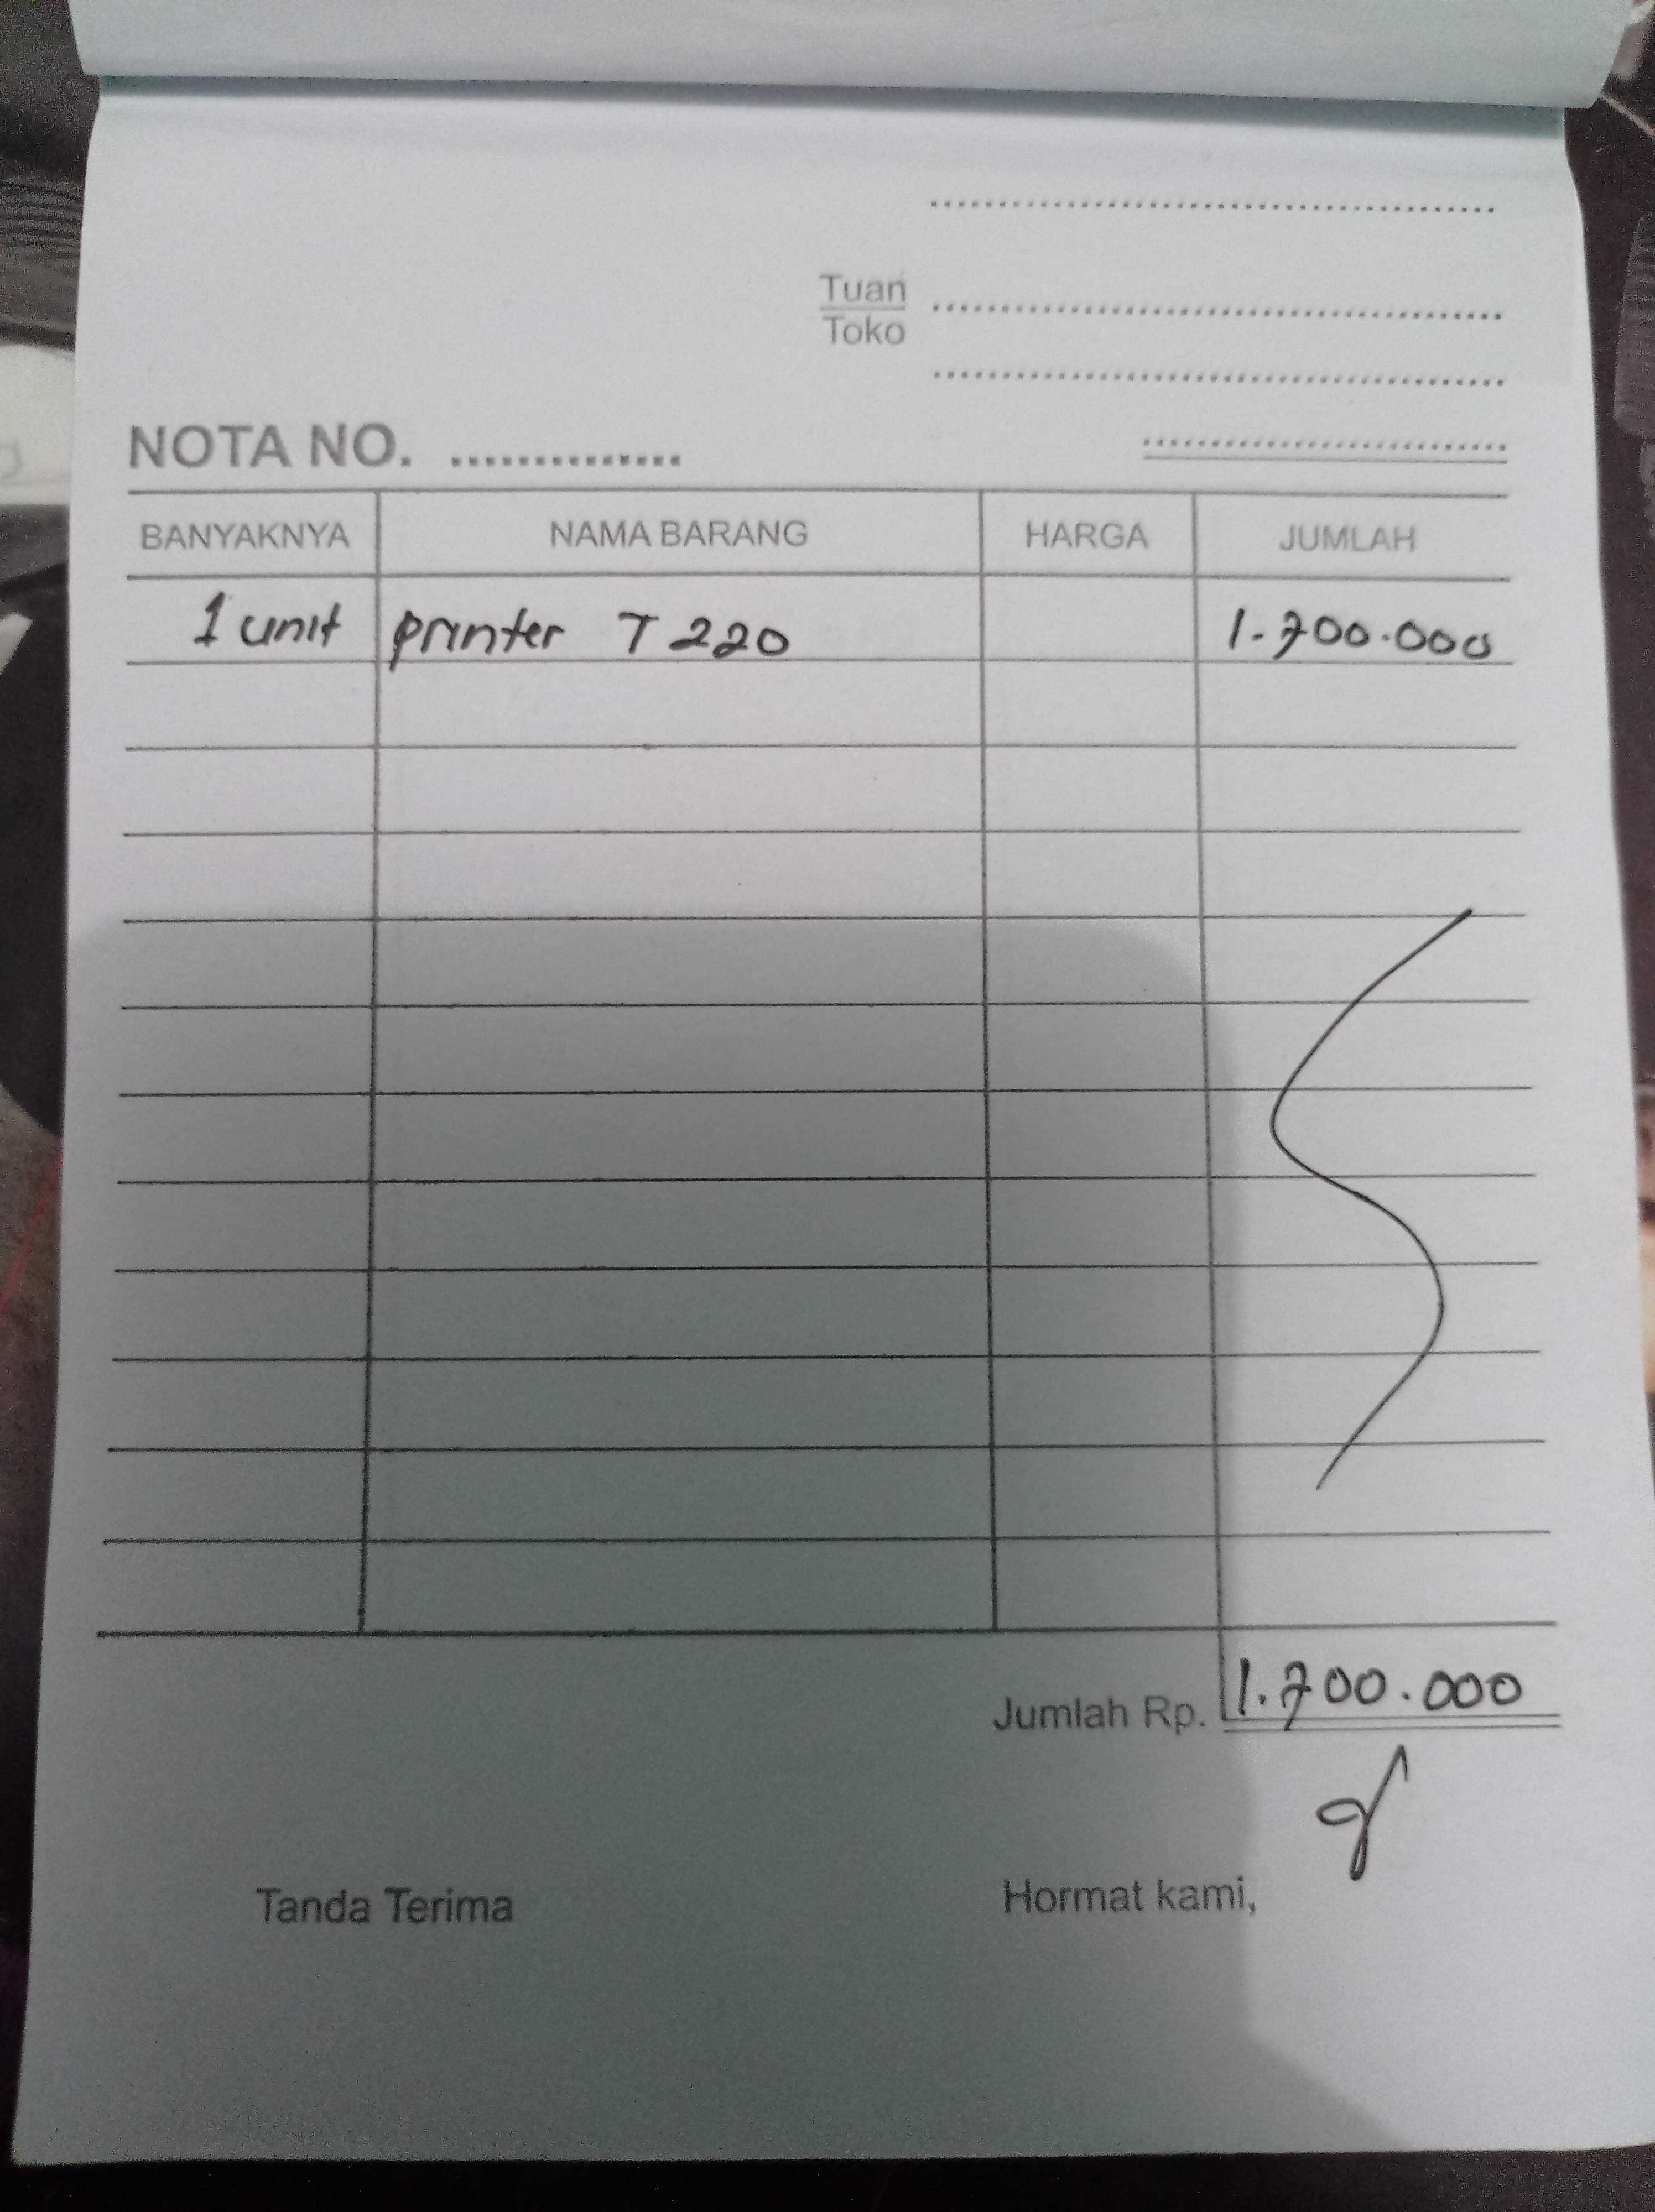 Tuan
Toko
NOTA NO. ..............
BANYAKNYA NAMA BARANG HARGA JUMLAH
1 unit printer T 220 1.700.000
Jumlah Rp. 1.700.000
Tanda Terima Hormat kami,